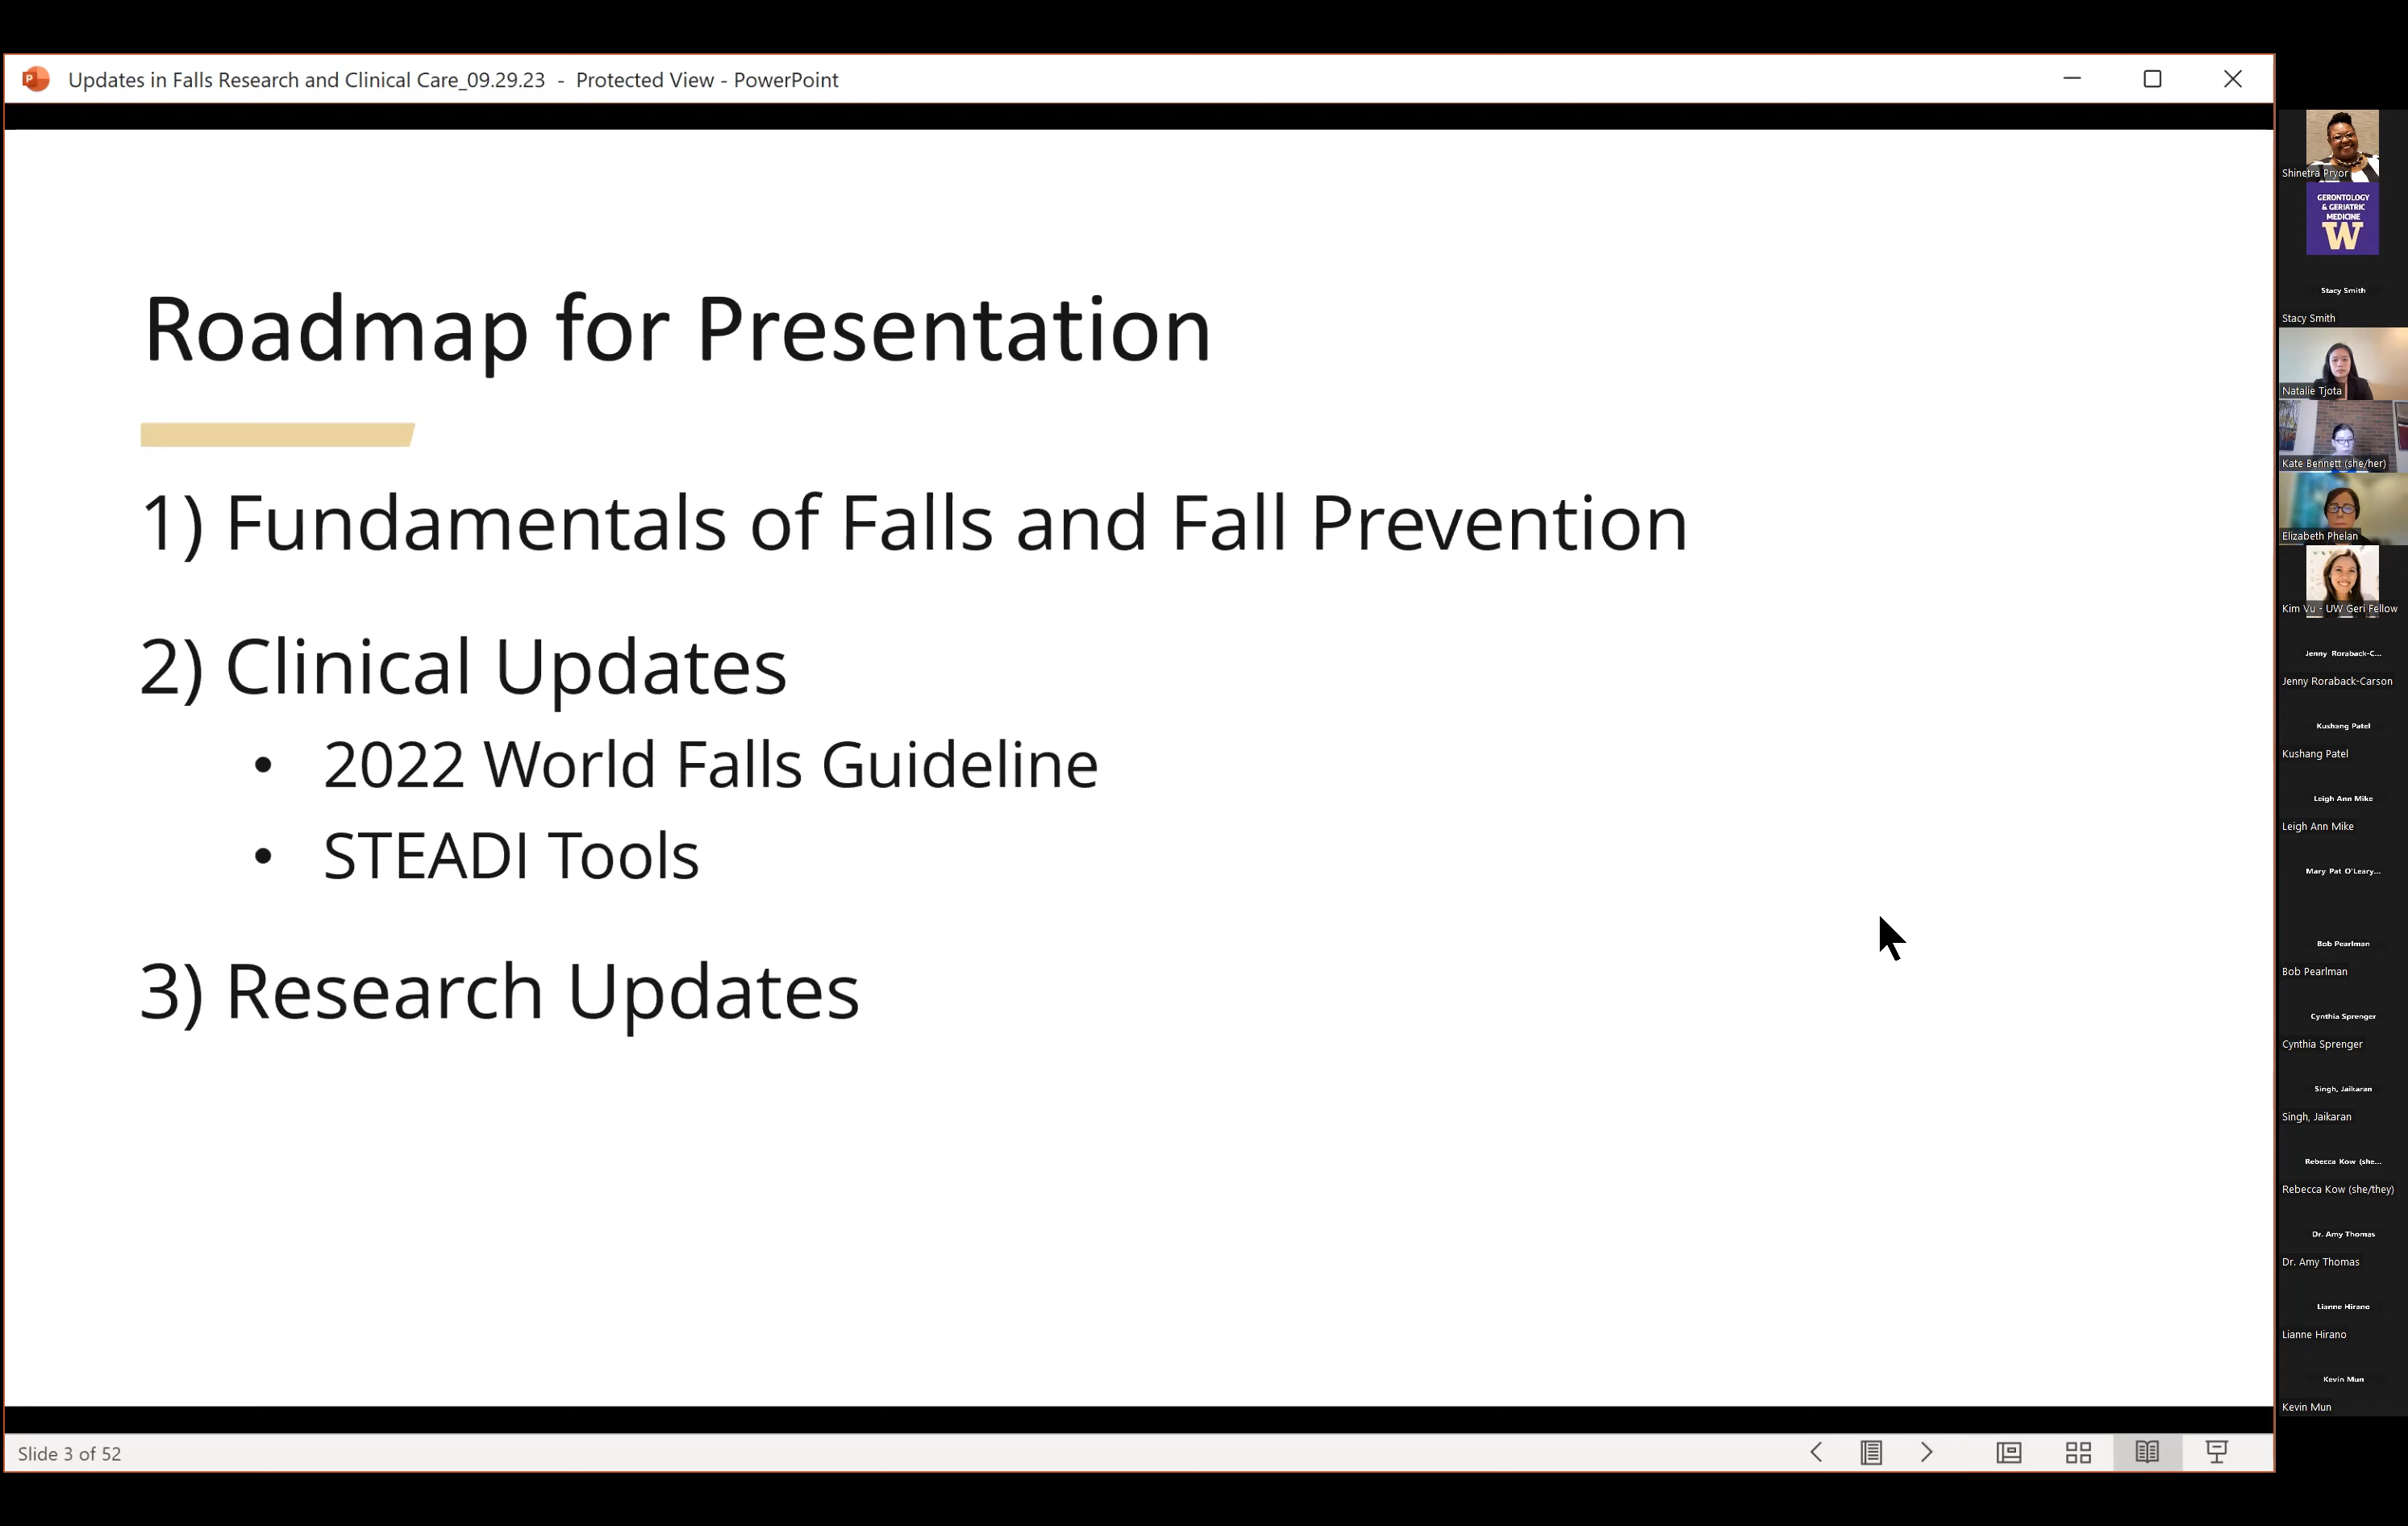 Updates in Falls Research and Clinical Care_09.29.23 - Protected View - PowerPoint
Roadmap for Presentation
1) Fundamentals of Falls and Fall Prevention
2) Clinical Updates
• 2022 World Falls Guideline
• STEADI Tools
3) Research Updates
Slide 3 of 52
Shinetra Pryor
GERONTOLOGY
& GERIATRIC
MEDICINE
W
Stacy Smith
Stacy Smith
Natalie Tjota
Kate Bennett (she/her)
Elizabeth Phelan
Kim Vu - UW Geri Fellow
Jenny Roraback-C...
Jenny Roraback-Carson
Kushang Patel
Kushang Patel
Leigh Ann Mike
Leigh Ann Mike
Mary Pat O'Leary...
Bob Pearlman
Bob Pearlman
Cynthia Sprenger
Cynthia Sprenger
Singh, Jaikaran
Singh, Jaikaran
Rebecca Kow (she...
Rebecca Kow (she/they)
Dr. Amy Thomas
Dr. Amy Thomas
Lianne Hirano
Lianne Hirano
Kevin Mun
Kevin Mun